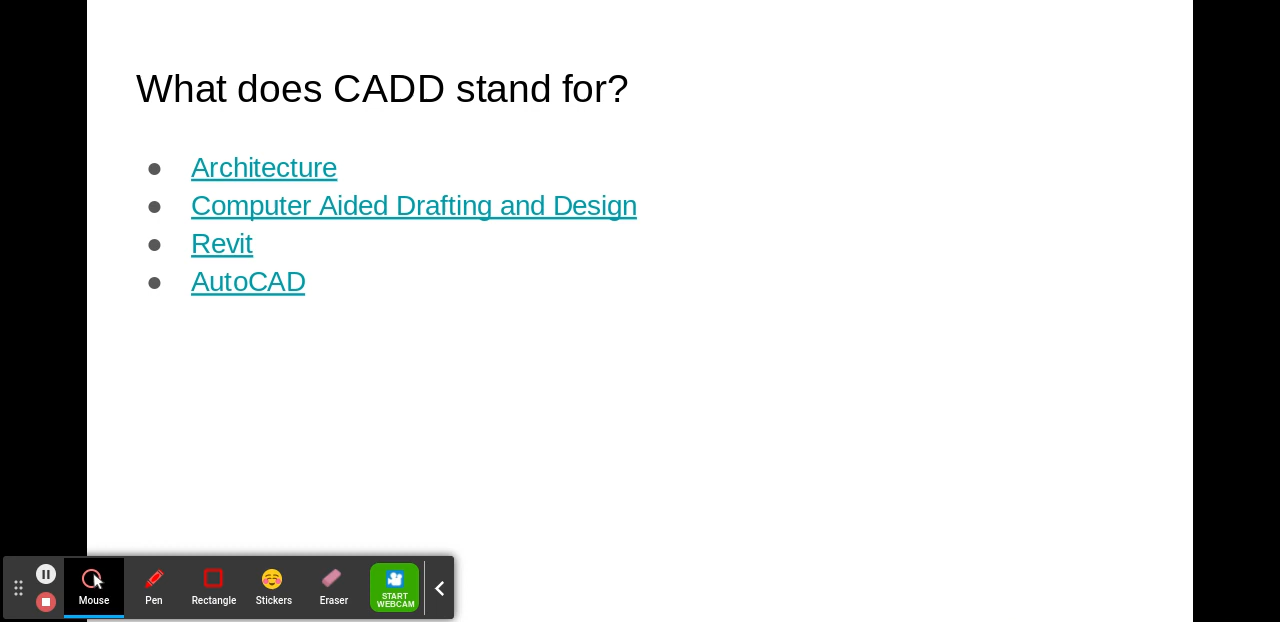 What does CADD stand for?
● Architecture
● Computer Aided Drafting and Design
● Revit
● AutoCAD
Mouse Pen Rectangle Stickers Eraser START WEBCAM